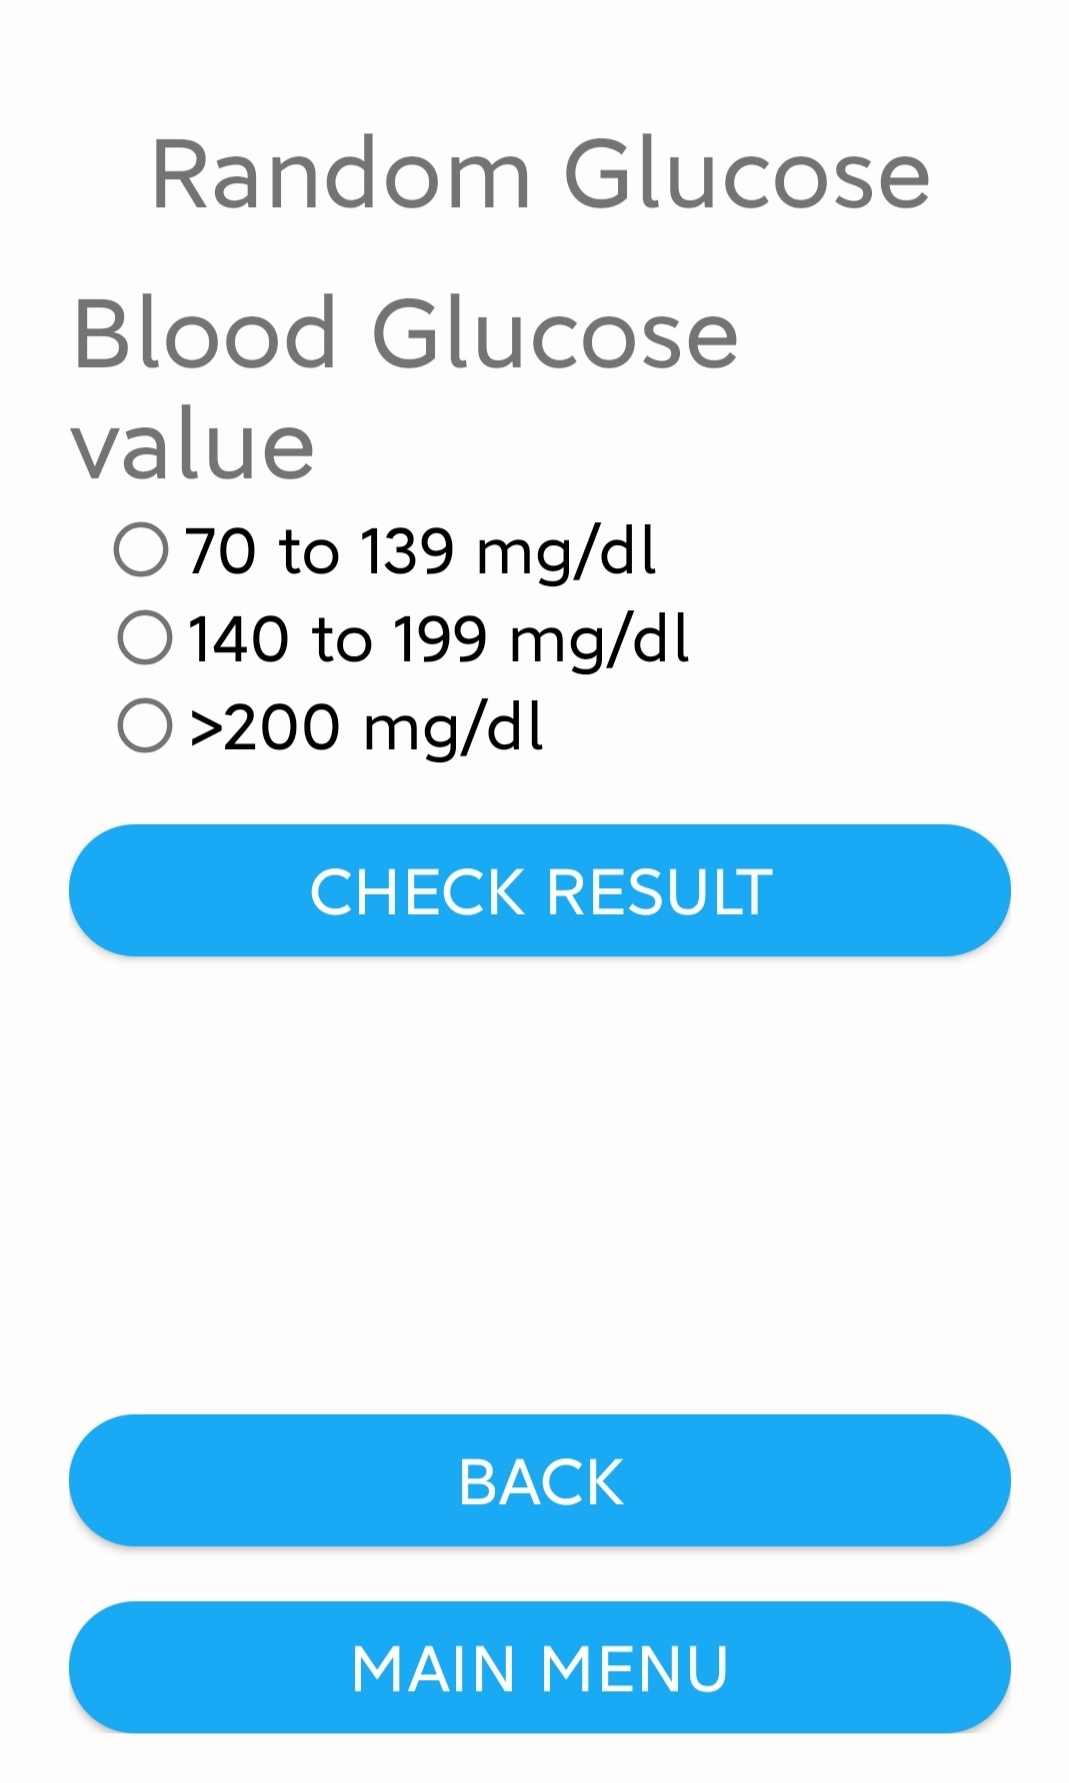 Random Glucose
Blood Glucose
value
70 to 139 mg/dl
140 to 199 mg/dl
>200 mg/dl
CHECK RESULT
BACK
MAIN MENU